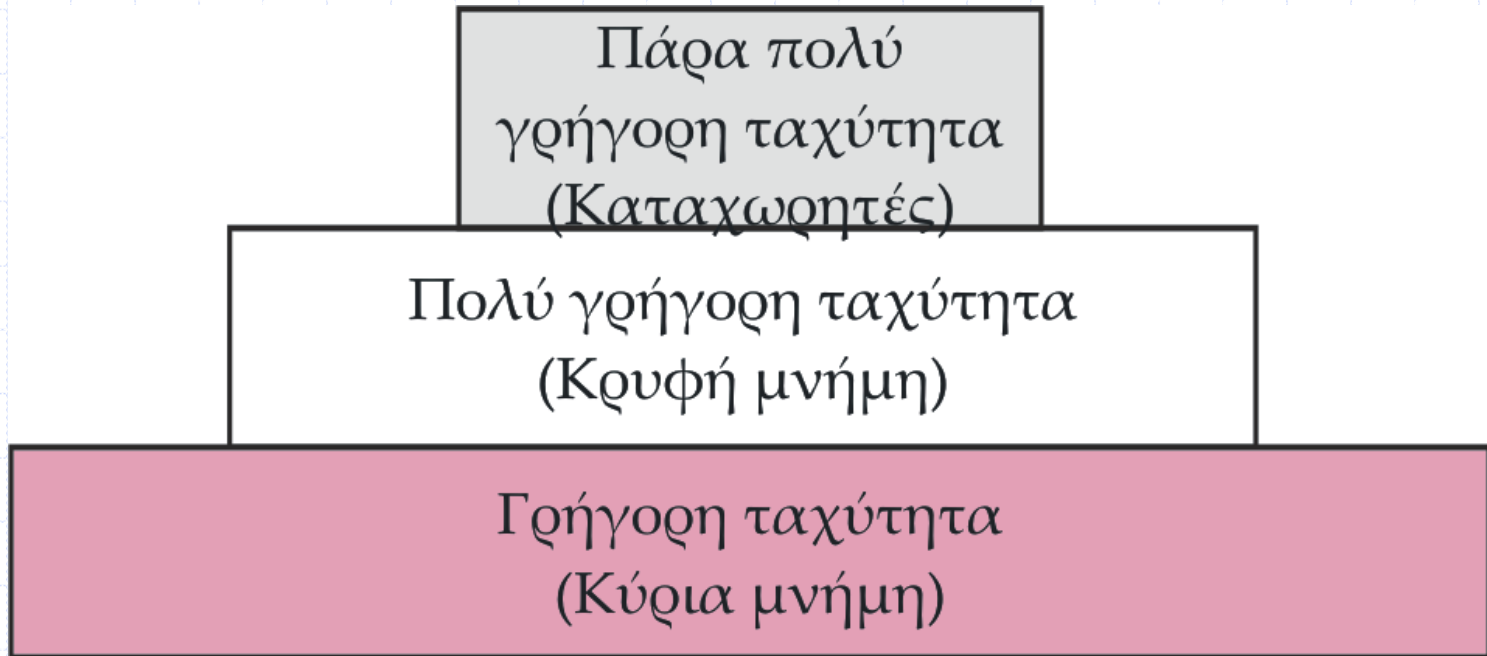 Πάρα πολύ
γρήγορη ταχύτητα
(Καταχωρητές)
Πολύ γρήγορη ταχύτητα
(Κρυφή μνήμη)
Γρήγορη ταχύτητα
(Κύρια μνήμη)